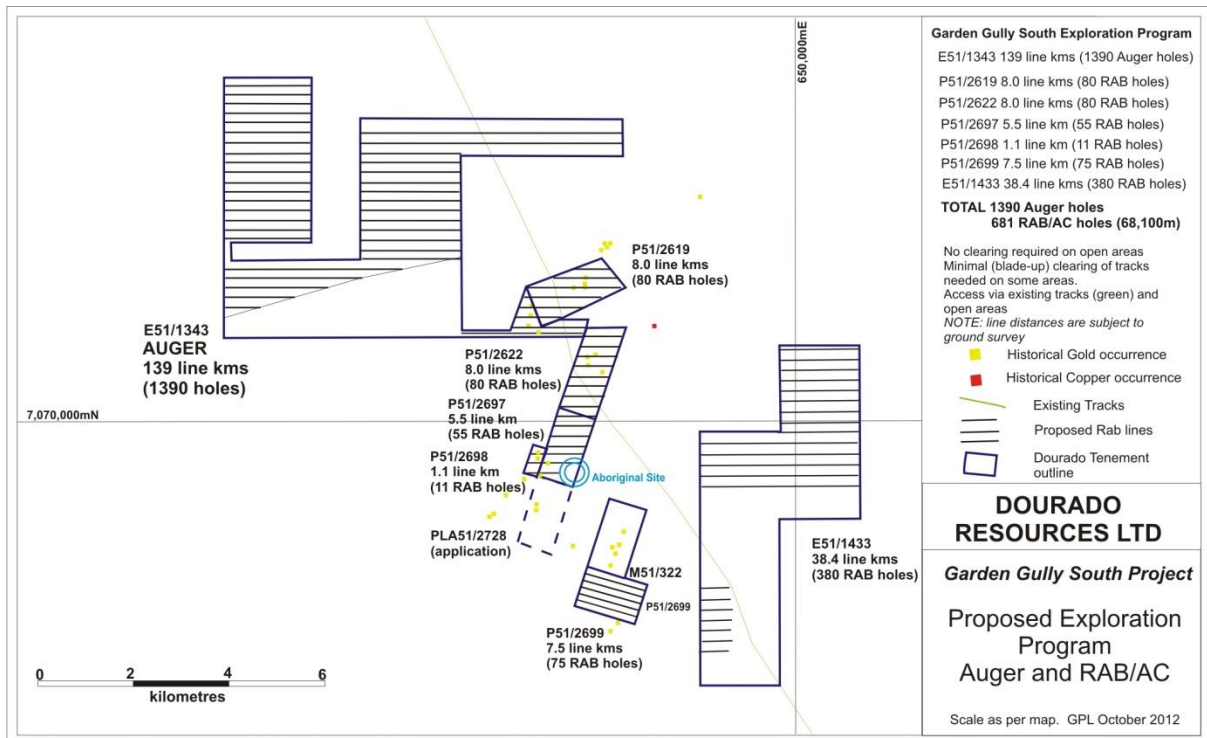 650,000mE
P51/2619
8.0 line kms
(80 RAB holes)
E51/1343
AUGER
139 line kms
(1390 holes)
P51/2622
8.0 line kms
(80 RAB holes)
7,070,000mN
P51/2697
5.5 line km
(55 RAB holes)
P51/2698
1.1 line km
(11 RAB holes)
Aboriginal Site
PLA51/2728
(application)
E51/1433
38.4 line kms
(380 RAB holes)
M51/322
P51/2699
P51/2699
7.5 line kms
(75 RAB holes)
0 2 4 6
kilometres
Garden Gully South Exploration Program
E51/1343 139 line kms (1390 Auger holes)
P51/2619 8.0 line kms (80 RAB holes)
P51/2622 8.0 line kms (80 RAB holes)
P51/2697 5.5 line km (55 RAB holes)
P51/2698 1.1 line km (11 RAB holes)
P51/2699 7.5 line km (75 RAB holes)
E51/1433 38.4 line kms (380 RAB holes)
TOTAL 1390 Auger holes
681 RAB/AC holes (68,100m)
No clearing required on open areas
Minimal (blade-up) clearing of tracks
needed on some areas.
Access via existing tracks (green) and
open areas
NOTE: line distances are subject to
ground survey
Historical Gold occurrence
Historical Copper occurrence
Existing Tracks
Proposed Rab lines
Dourado Tenement
outline
DOURADO
RESOURCES LTD
Garden Gully South Project
Proposed Exploration
Program
Auger and RAB/AC
Scale as per map. GPL October 2012